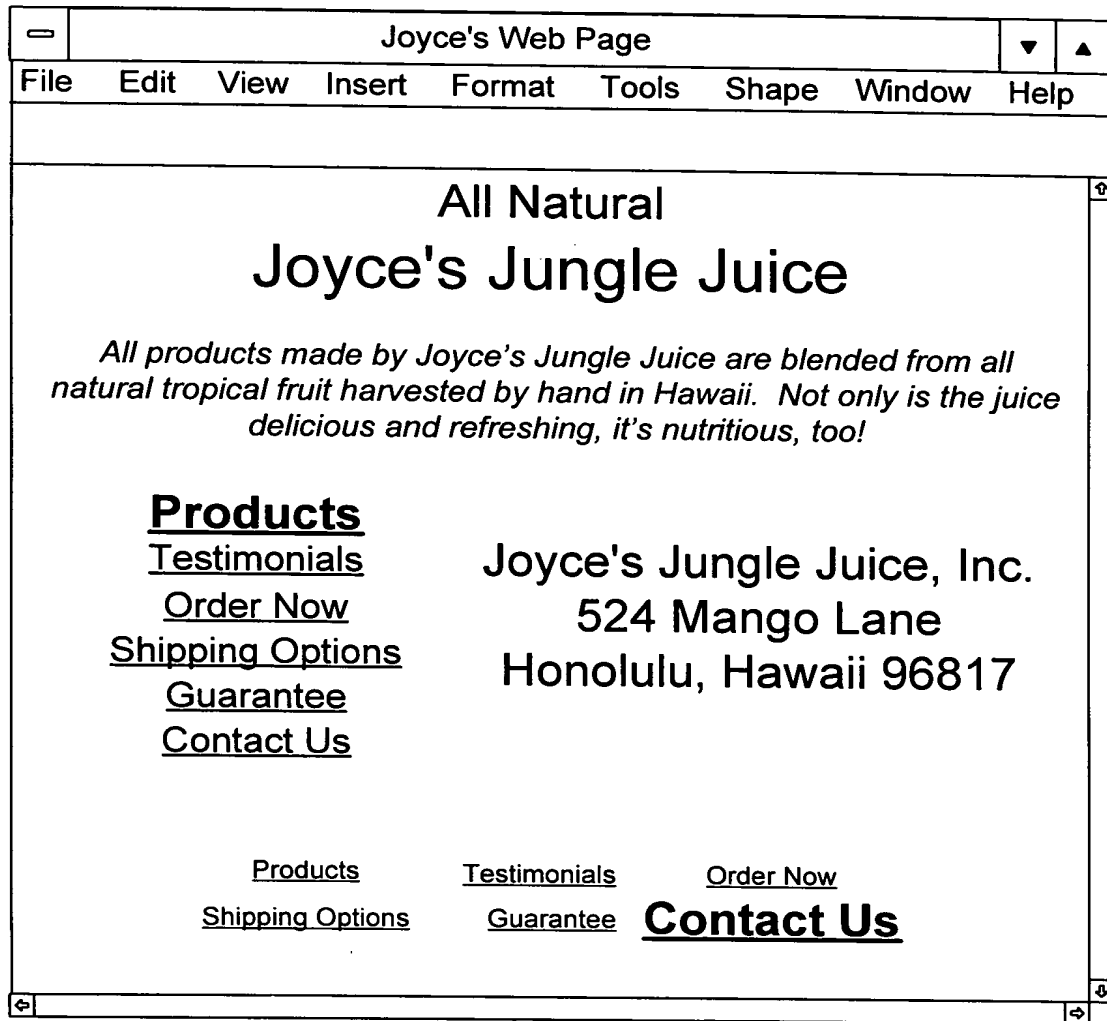 Joyce's Web Page
File Edit View Insert Format Tools Shape Window Help
All Natural
Joyce's Jungle Juice
All products made by Joyce's Jungle Juice are blended from all
natural tropical fruit harvested by hand in Hawaii. Not only is the juice
delicious and refreshing, it's nutritious, too!
Products
Testimonials
Order Now
Shipping Options
Guarantee
Contact Us
Joyce's Jungle Juice, Inc.
524 Mango Lane
Honolulu, Hawaii 96817
Products Testimonials Order Now
Shipping Options Guarantee Contact Us